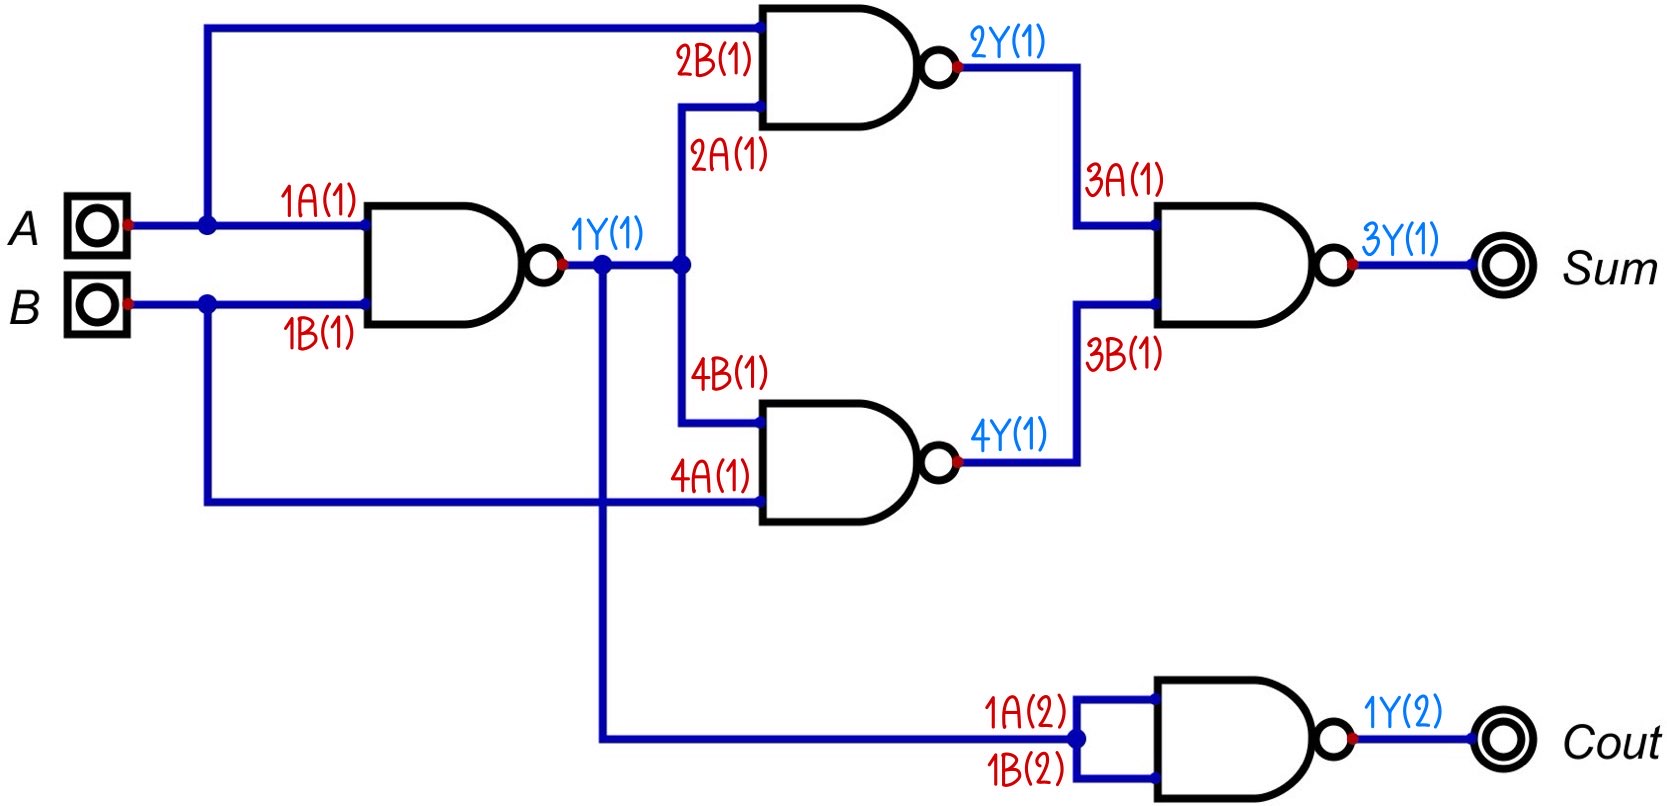 2Y(1)
2B(1)
2A(1)
3A(1)
A
1A(1)
1Y(1)
3Y(1)
Sum
B
1B(1)
3B(1)
4B(1)
4Y(1)
4A(1)
1A(2)
1Y(2)
Cout
1B(2)